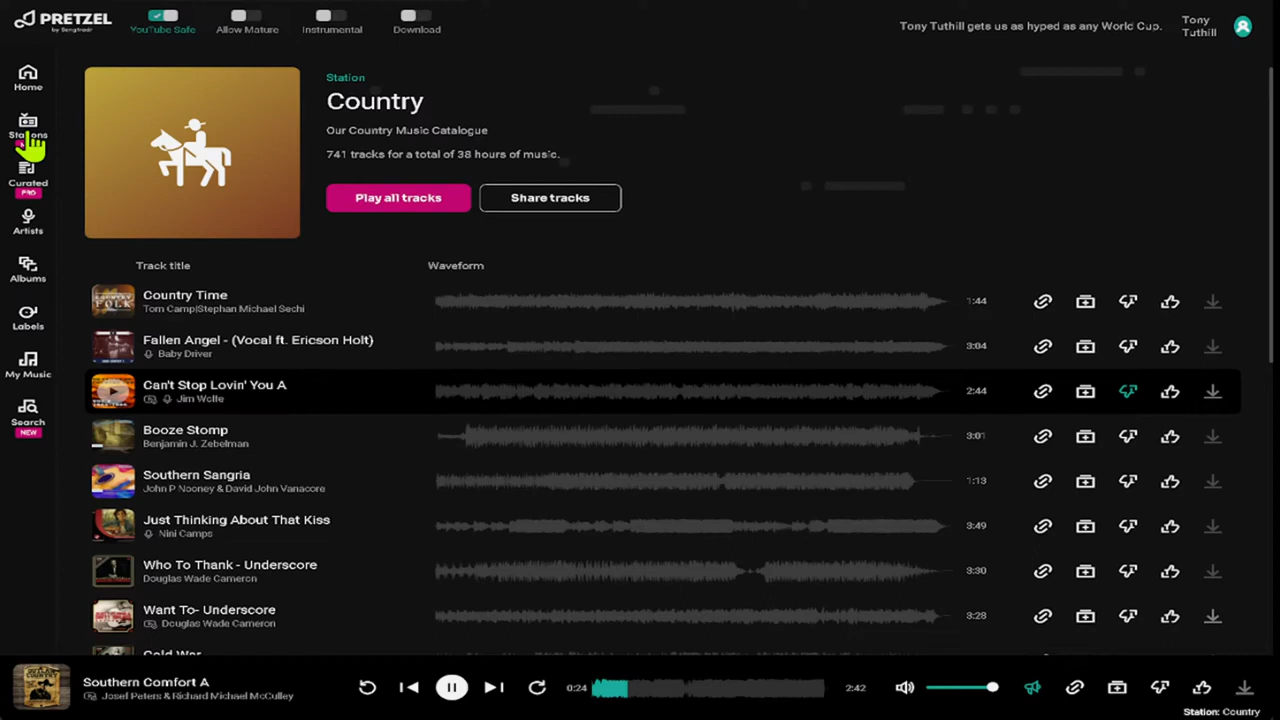 PRETZEL
by Songtradr
YouTube Safe
Allow Mature
Instrumental
Download
Tony Tuthill gets us as hyped as any World Cup.
Tony
Tuthill
Home
Stations
Curated
PRO
Artists
Albums
Labels
My Music
Search
NEW
Station
Country
Our Country Music Catalogue
741 tracks for a total of 38 hours of music.
Play all tracks
Share tracks
Track title
Waveform
Country Time
Tom Camp|Stephan Michael Sechi
1:44
Fallen Angel - (Vocal ft. Ericson Holt)
Baby Driver
3:04
Can't Stop Lovin' You A
Jim Wolfe
2:44
Booze Stomp
Benjamin J. Zebelman
3:01
Southern Sangria
John P Nooney & David John Vanacore
1:13
Just Thinking About That Kiss
Nini Camps
3:49
Who To Thank - Underscore
Douglas Wade Cameron
3:30
Want To- Underscore
Douglas Wade Cameron
3:28
Cold War
Southern Comfort A
Josef Peters & Richard Michael McCulley
0:24
2:42
Station: Country